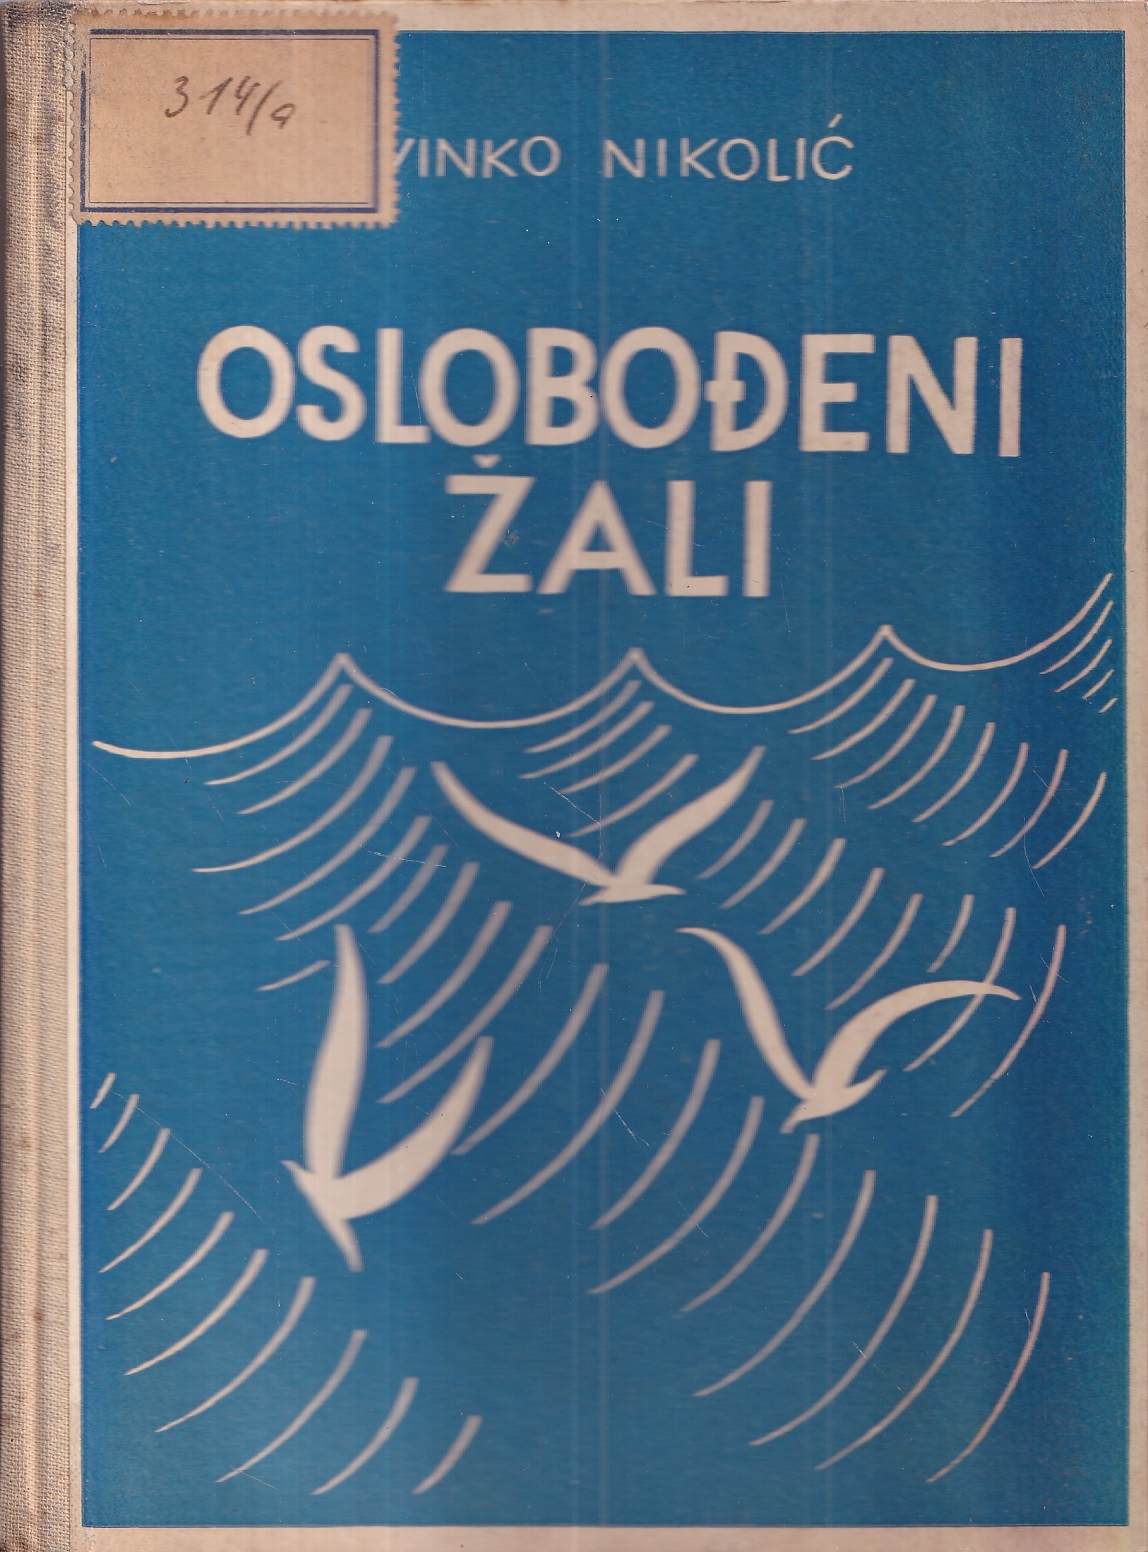 314/a
VINKO NIKOLIĆ
OSLOBOĐENI
ŽALI